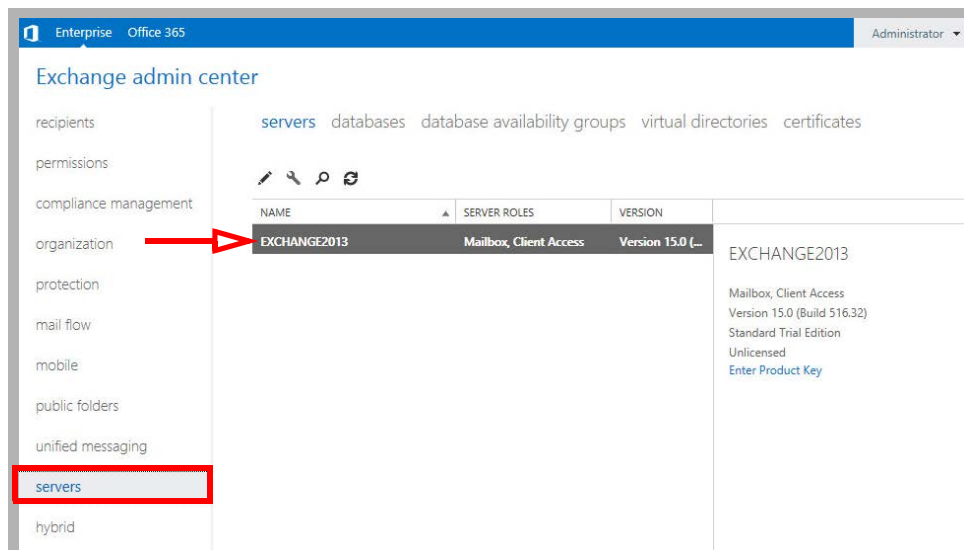 Enterprise Office 365 Administrator
Exchange admin center
recipients
permissions
compliance management
organization
protection
mail flow
mobile
public folders
unified messaging
servers
hybrid
servers databases database availability groups virtual directories certificates
NAME SERVER ROLES VERSION
EXCHANGE2013 Mailbox, Client Access Version 15.0 (...
EXCHANGE2013
Mailbox, Client Access
Version 15.0 (Build 516.32)
Standard Trial Edition
Unlicensed
Enter Product Key